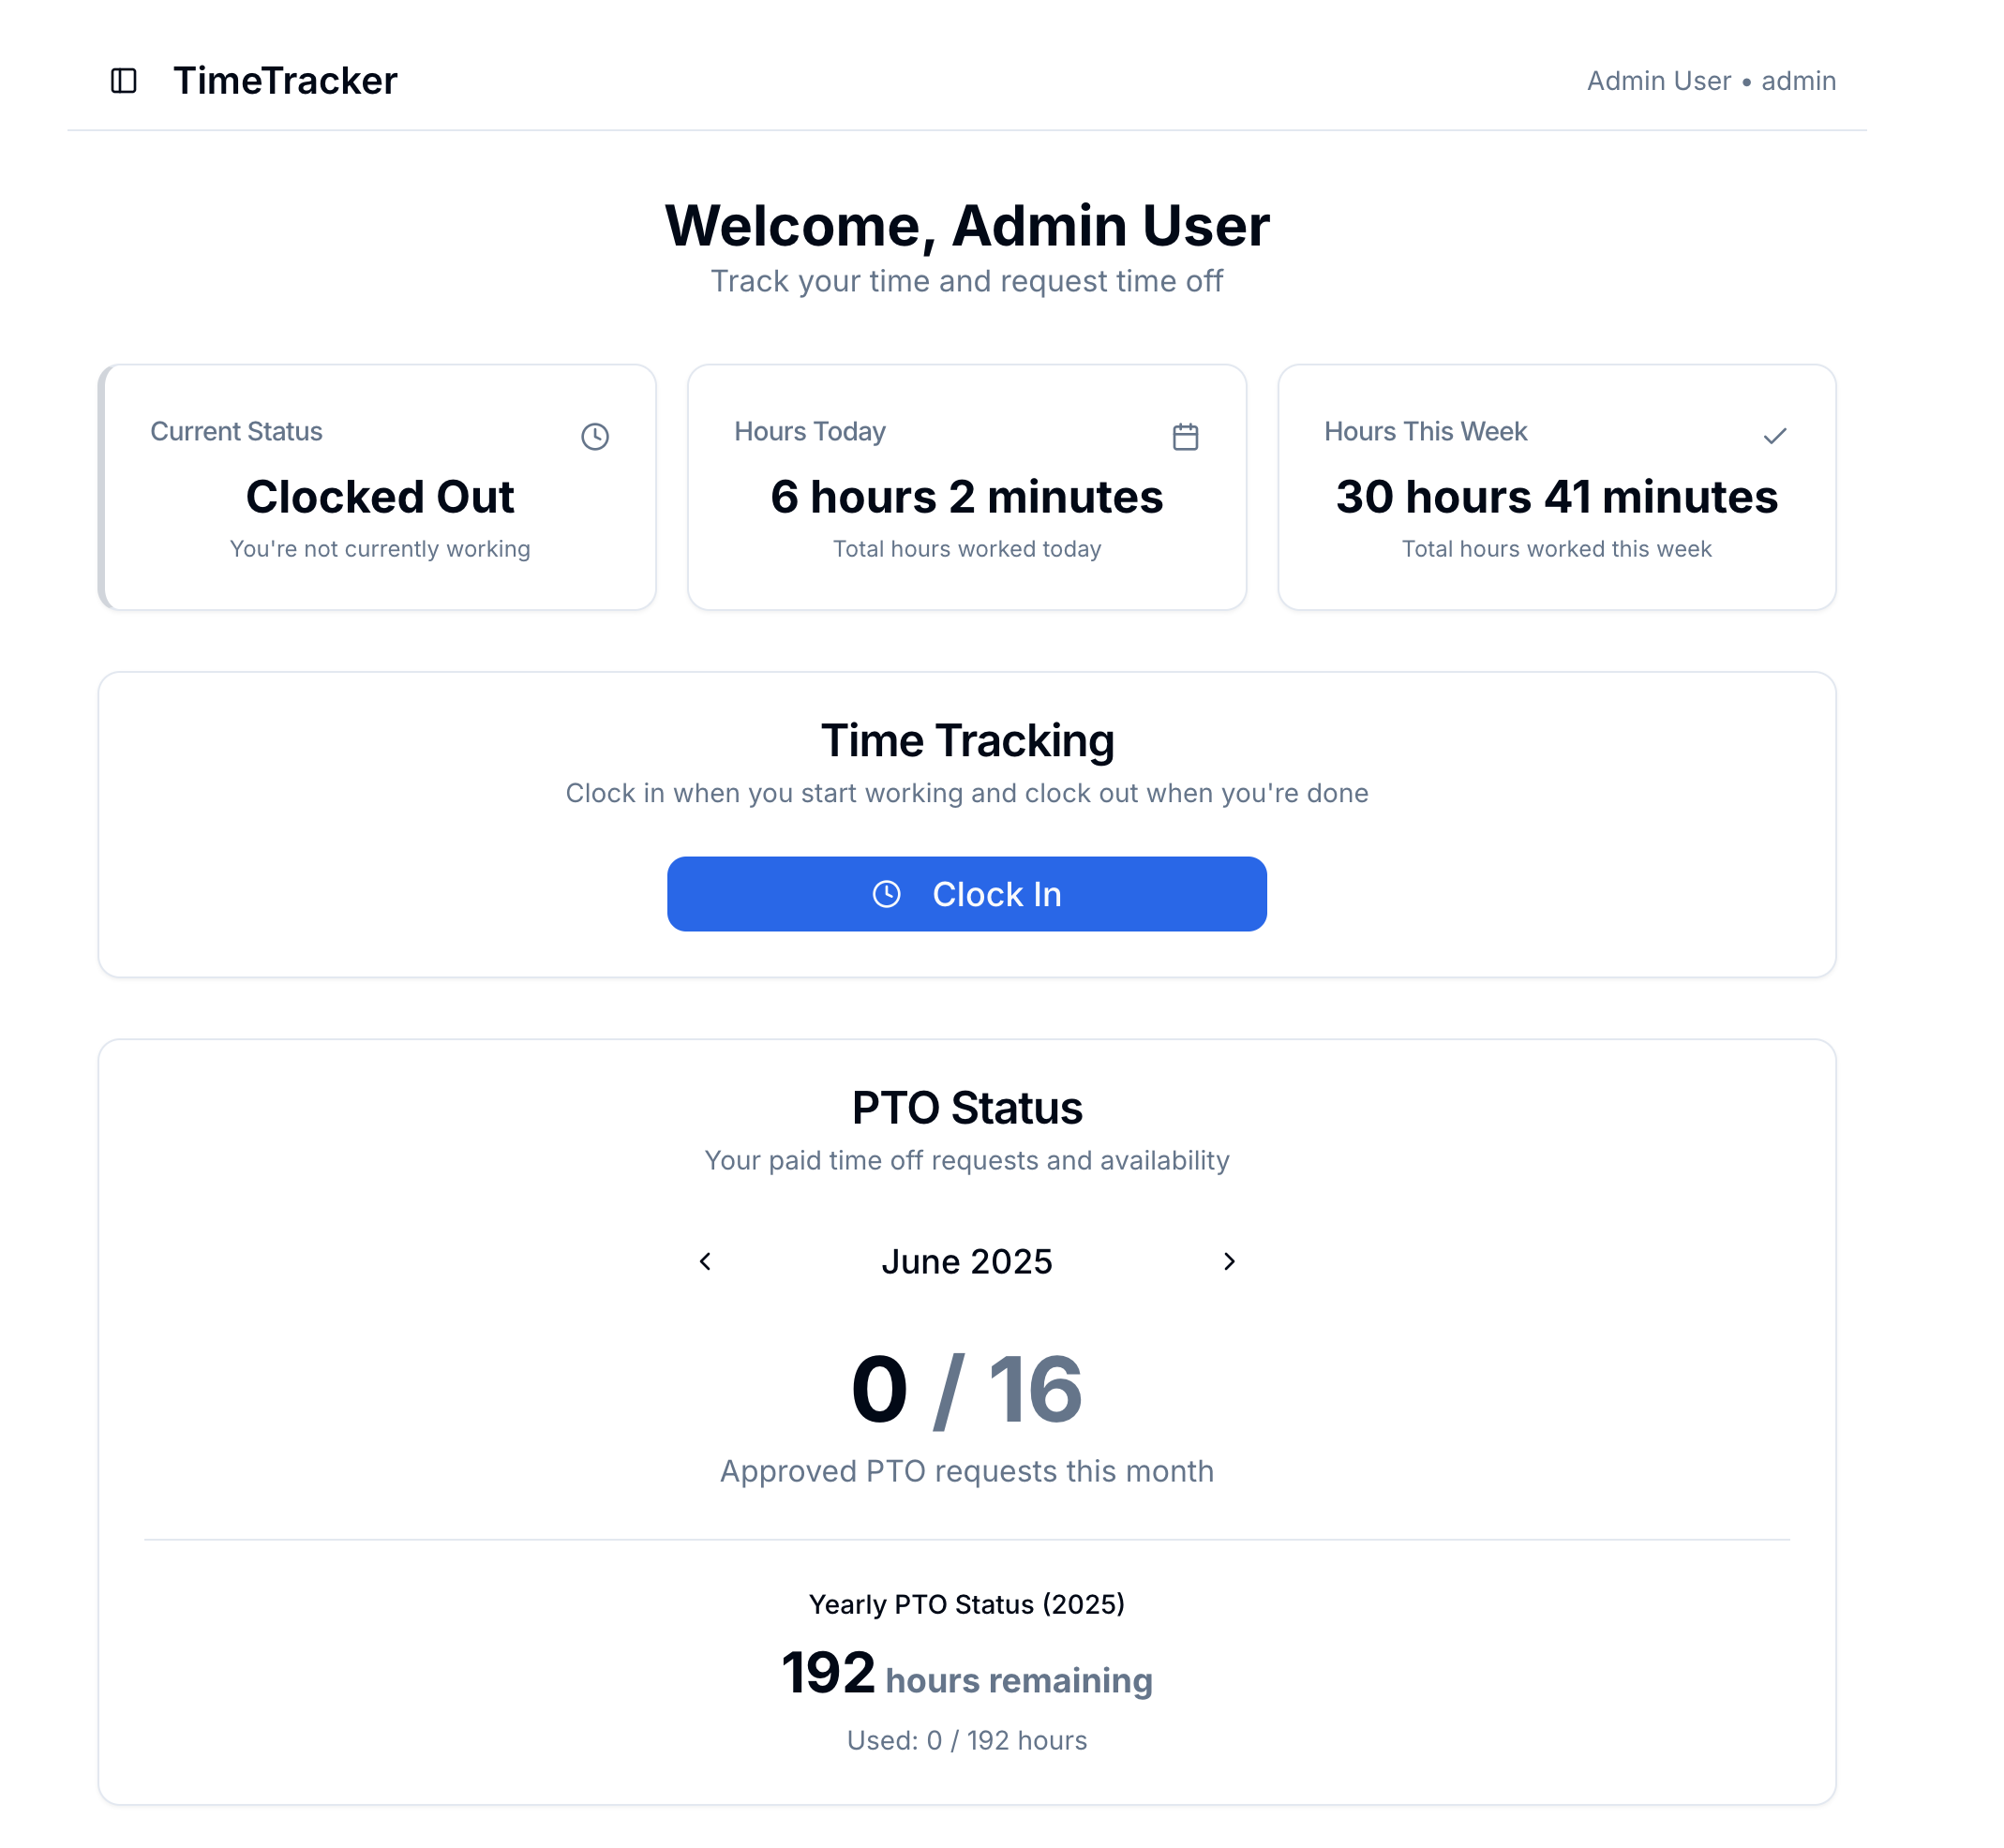 TimeTracker
Admin User • admin
Welcome, Admin User
Track your time and request time off
Current Status
Clocked Out
You're not currently working
Hours Today
6 hours 2 minutes
Total hours worked today
Hours This Week
30 hours 41 minutes
Total hours worked this week
Time Tracking
Clock in when you start working and clock out when you're done
Clock In
PTO Status
Your paid time off requests and availability
June 2025
0 / 16
Approved PTO requests this month
Yearly PTO Status (2025)
192 hours remaining
Used: 0 / 192 hours